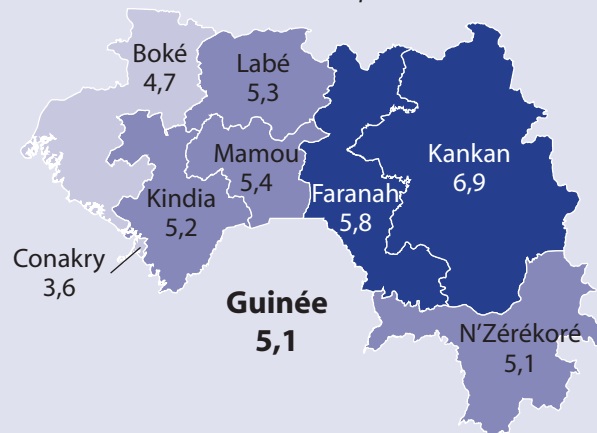 Boké
4,7
Labé
5,3
Mamou
5,4
Kankan
6,9
Faranah
5,8
Kindia
5,2
Conakry
3,6
Guinée
5,1
N'Zérékoré
5,1